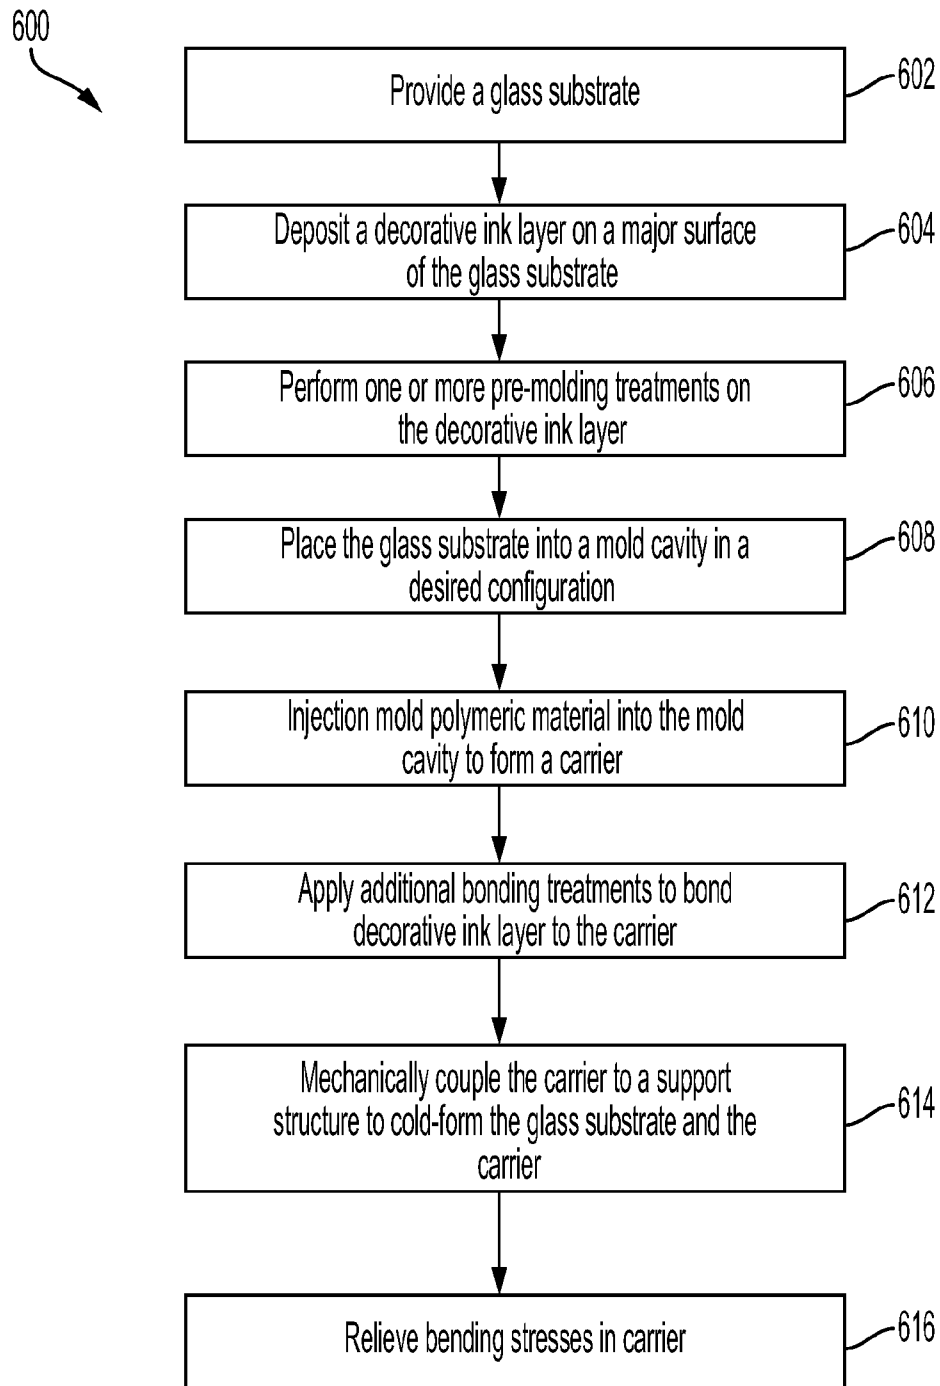 600
Provide a glass substrate
602
Deposit a decorative ink layer on a major surface
of the glass substrate
604
Perform one or more pre-molding treatments on
the decorative ink layer
606
Place the glass substrate into a mold cavity in a
desired configuration
608
Injection mold polymeric material into the mold
cavity to form a carrier
610
Apply additional bonding treatments to bond
decorative ink layer to the carrier
612
Mechanically couple the carrier to a support
structure to cold-form the glass substrate and the
carrier
614
Relieve bending stresses in carrier
616